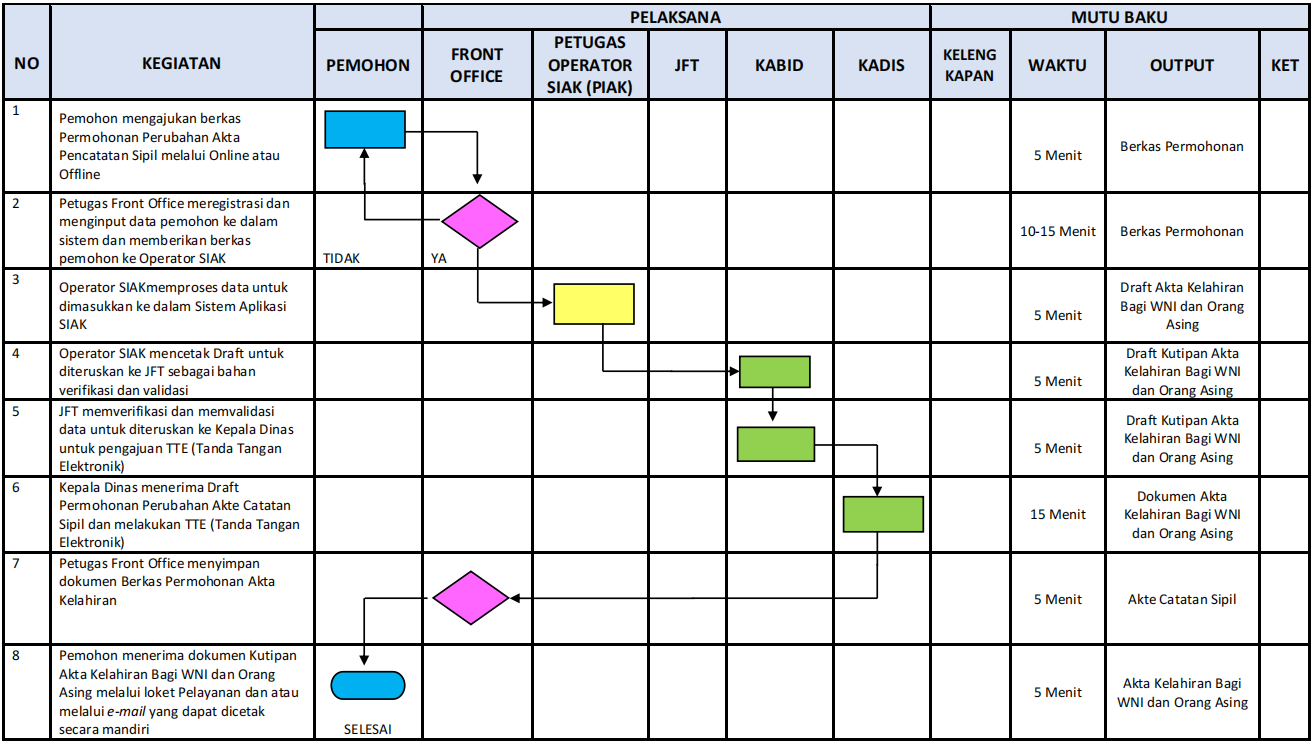 PELAKSANA
MUTU BAKU
NO
KEGIATAN
PEMOHON
FRONT
OFFICE
PETUGAS
OPERATOR
SIAK (PIAK)
JFT
KABID
KADIS
KELENG
KAPAN
WAKTU
OUTPUT
KET
1
Pemohon mengajukan berkas
Permohonan Perubahan Akta
Pencatatan Sipil melalui Online atau
Offline
5 Menit
Berkas Permohonan
2
Petugas Front Office meregistrasi dan
menginput data pemohon ke dalam
sistem dan memberikan berkas
pemohon ke Operator SIAK
TIDAK
YA
10-15 Menit
Berkas Permohonan
3
Operator SIAKmemproses data untuk
dimasukkan ke dalam Sistem Aplikasi
SIAK
5 Menit
Draft Akta Kelahiran
Bagi WNI dan Orang
Asing
4
Operator SIAK mencetak Draft untuk
diteruskan ke JFT sebagai bahan
verifikasi dan validasi
5 Menit
Draft Kutipan Akta
Kelahiran Bagi WNI
dan Orang Asing
5
JFT memverifikasi dan memvalidasi
data untuk diteruskan ke Kepala Dinas
untuk pengajuan TTE (Tanda Tangan
Elektronik)
5 Menit
Draft Kutipan Akta
Kelahiran Bagi WNI
dan Orang Asing
6
Kepala Dinas menerima Draft
Permohonan Perubahan Akte Catatan
Sipil dan melakukan TTE (Tanda Tangan
Elektronik)
15 Menit
Dokumen Akta
Kelahiran Bagi WNI
dan Orang Asing
7
Petugas Front Office menyimpan
dokumen Berkas Permohonan Akta
Kelahiran
5 Menit
Akte Catatan Sipil
8
Pemohon menerima dokumen Kutipan
Akta Kelahiran Bagi WNI dan Orang
Asing melalui loket Pelayanan dan atau
melalui e-mail yang dapat dicetak
secara mandiri
SELESAI
5 Menit
Akta Kelahiran Bagi
WNI dan Orang Asing